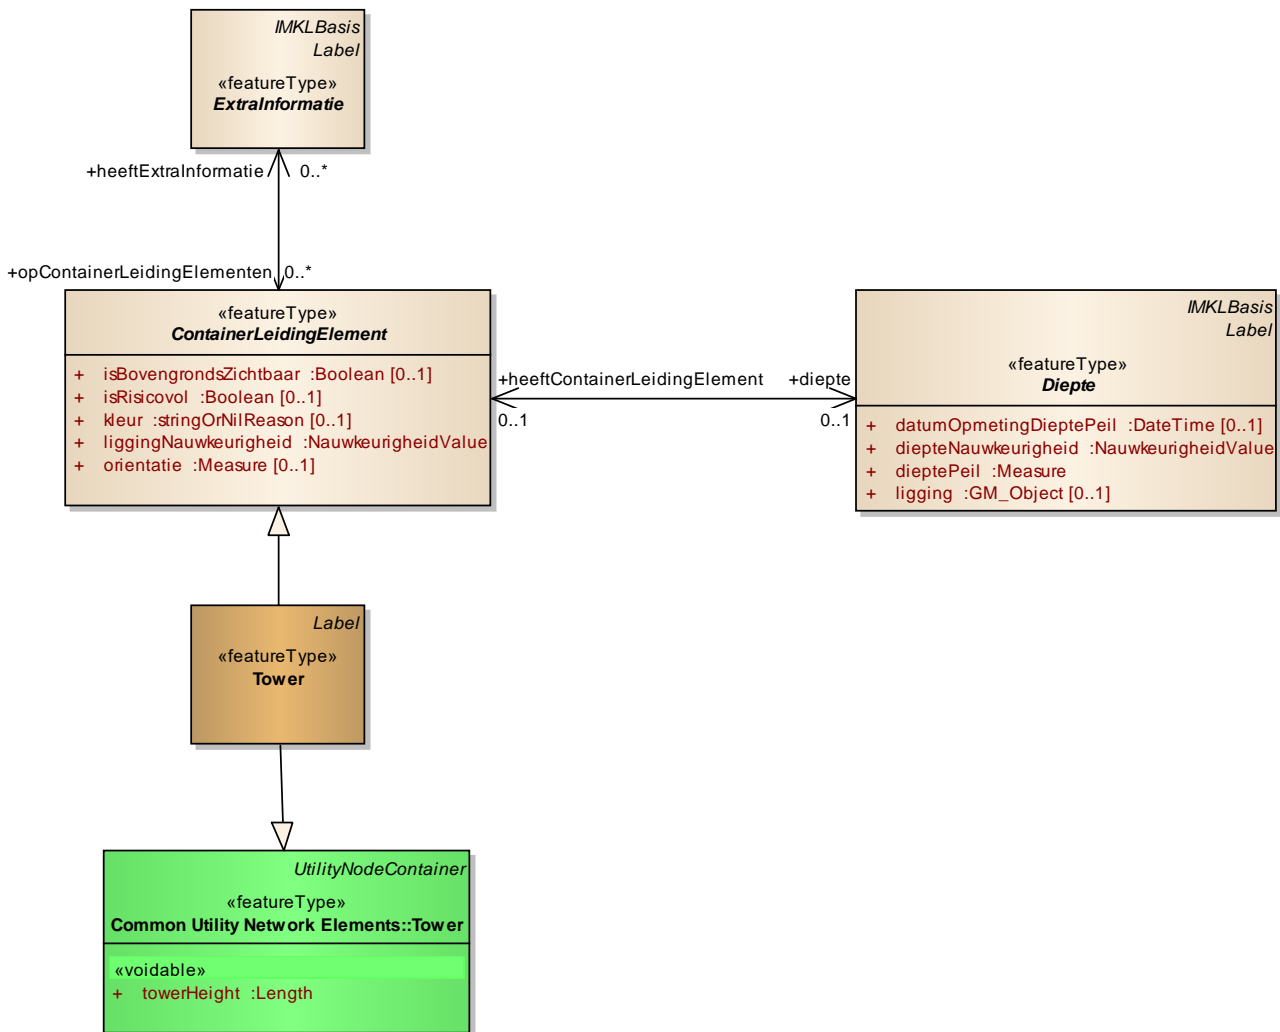 IMKLBasis
Label
«featureType»
ExtraInformatie
+heeftExtraInformatie 0..*
+opContainerLeidingElementen 0..*
«featureType»
ContainerLeidingElement
+ isBovengrondsZichtbaar :Boolean [0..1]
+ isRisicovol :Boolean [0..1]
+ kleur :stringOrNilReason [0..1]
+ liggingNauwkeurigheid :NauwkeurigheidValue
+ orientatie :Measure [0..1]
+heeftContainerLeidingElement +diepte
0..1 0..1
IMKLBasis
Label
«featureType»
Diepte
+ datumOpmetingDieptePeil :DateTime [0..1]
+ diepteNauwkeurigheid :NauwkeurigheidValue
+ dieptePeil :Measure
+ ligging :GM_Object [0..1]
Label
«featureType»
Tower
UtilityNodeContainer
«featureType»
Common Utility Network Elements::Tower
«voidable»
+ towerHeight :Length